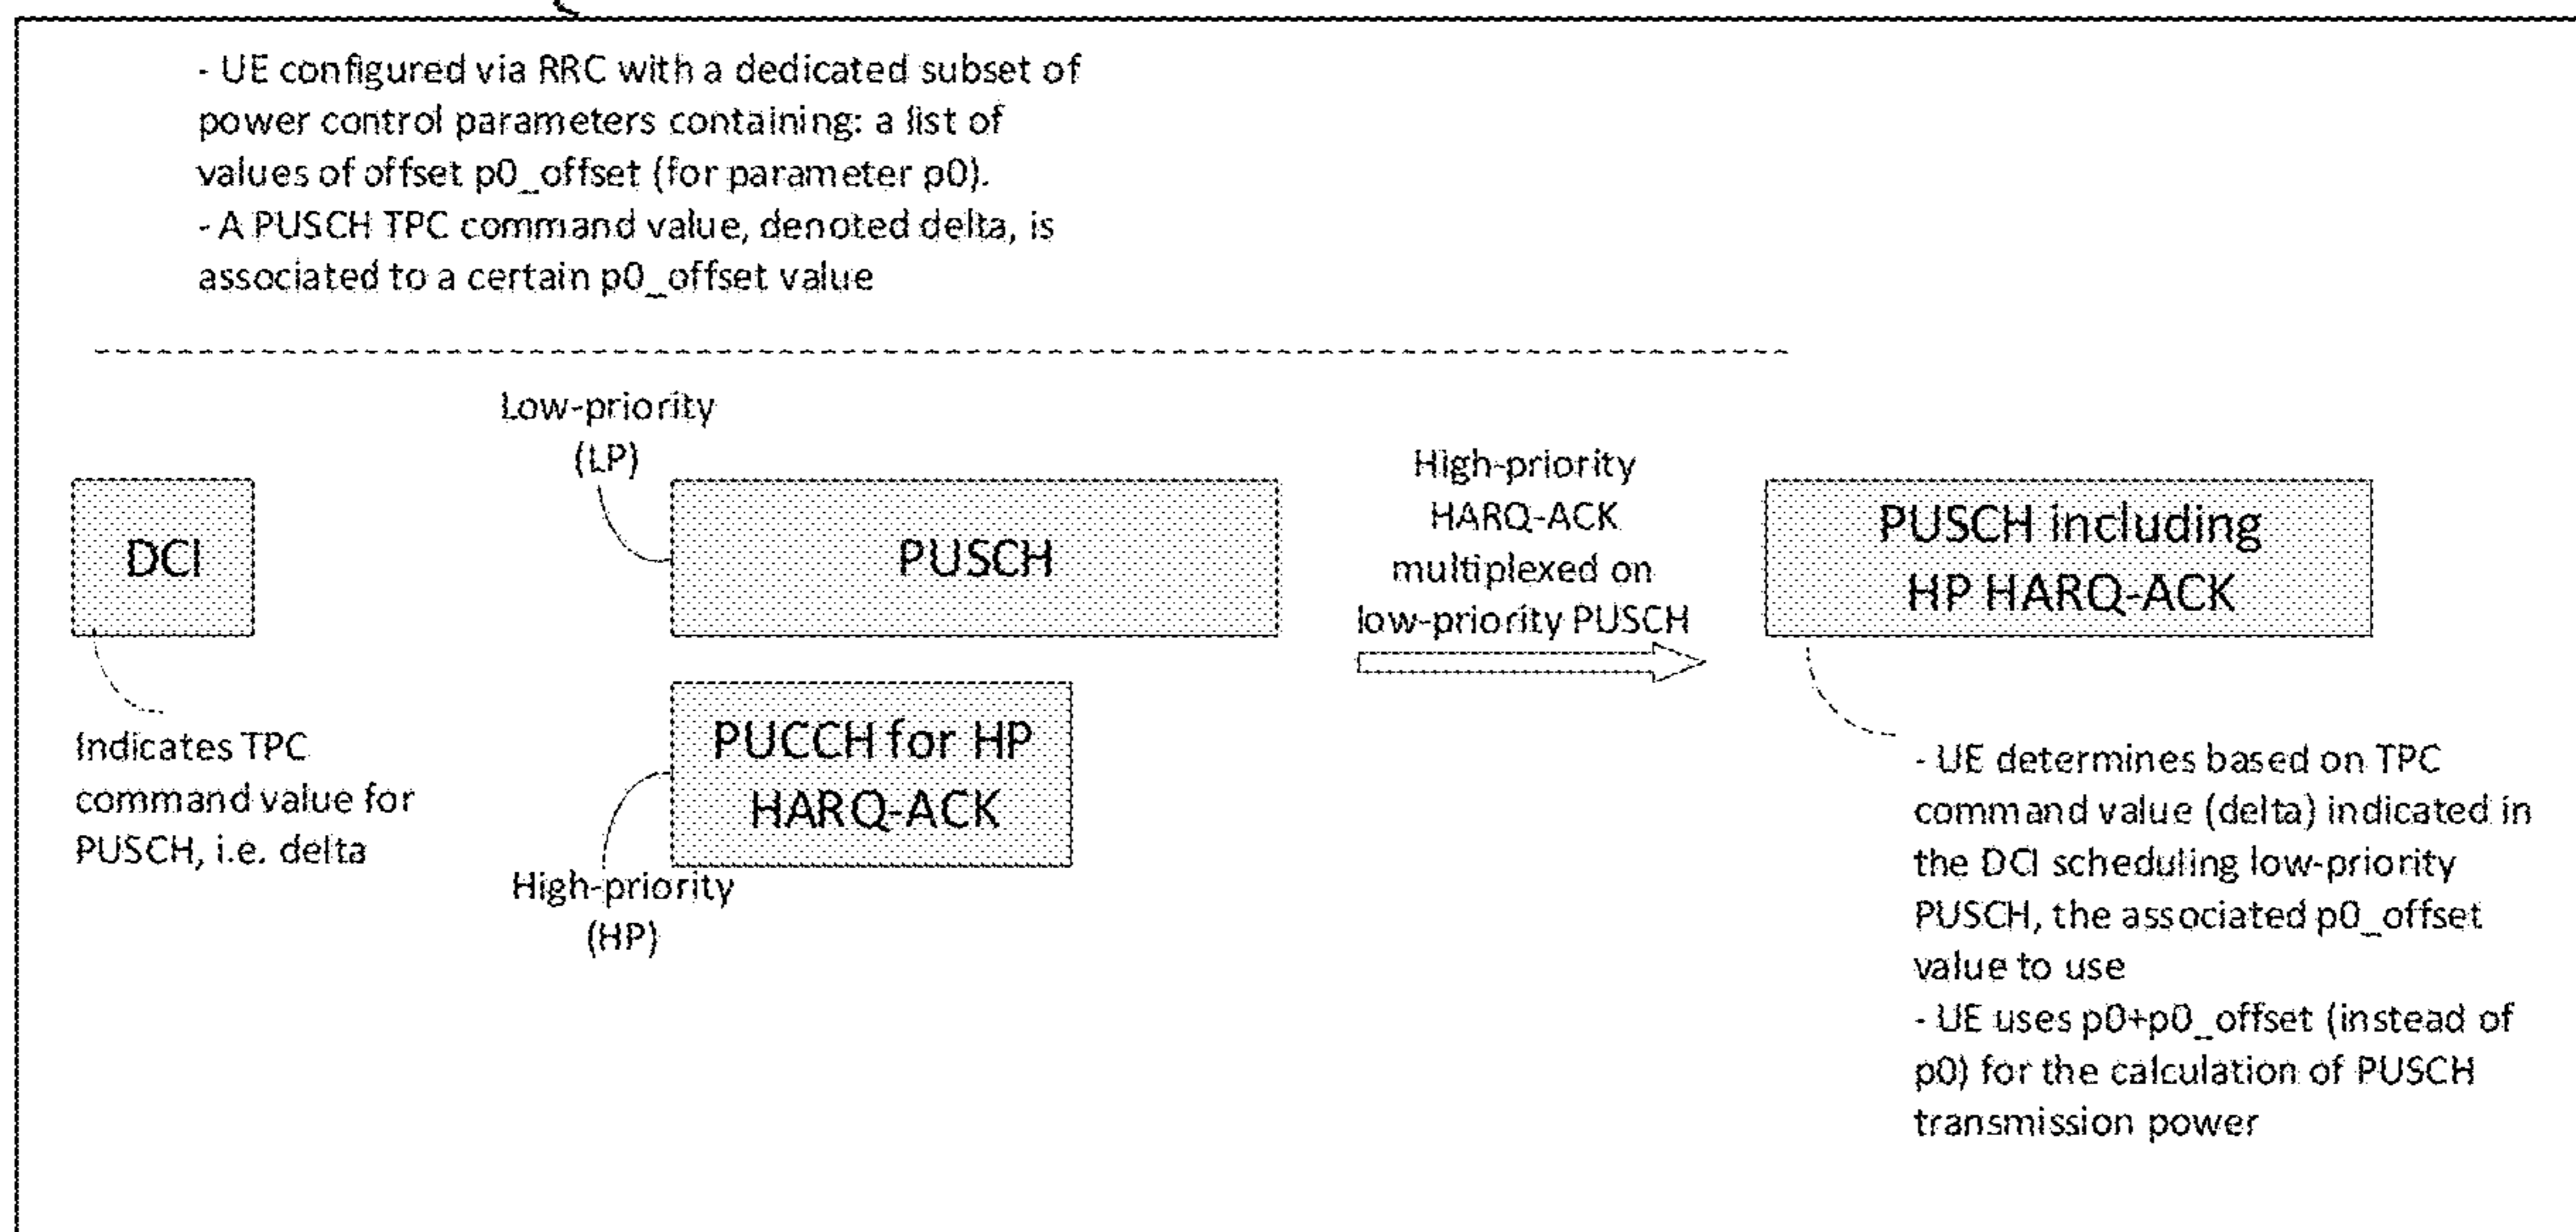 - UE configured via RRC with a dedicated subset of
power control parameters containing: a list of
values of offset p0_offset (for parameter p0).
- A PUSCH TPC command value, denoted delta, is
associated to a certain p0_offset value
Low-priority
(LP)
DCI
PUSCH
High-priority
HARQ-ACK
multiplexed on
low-priority PUSCH
PUSCH including
HP HARQ-ACK
Indicates TPC
command value for
PUSCH, i.e. delta
PUCCH for HP
HARQ-ACK
High-priority
(HP)
- UE determines based on TPC
command value (delta) indicated in
the DCI scheduling low-priority
PUSCH, the associated p0_offset
value to use
- UE uses p0+p0_offset (instead of
p0) for the calculation of PUSCH
transmission power